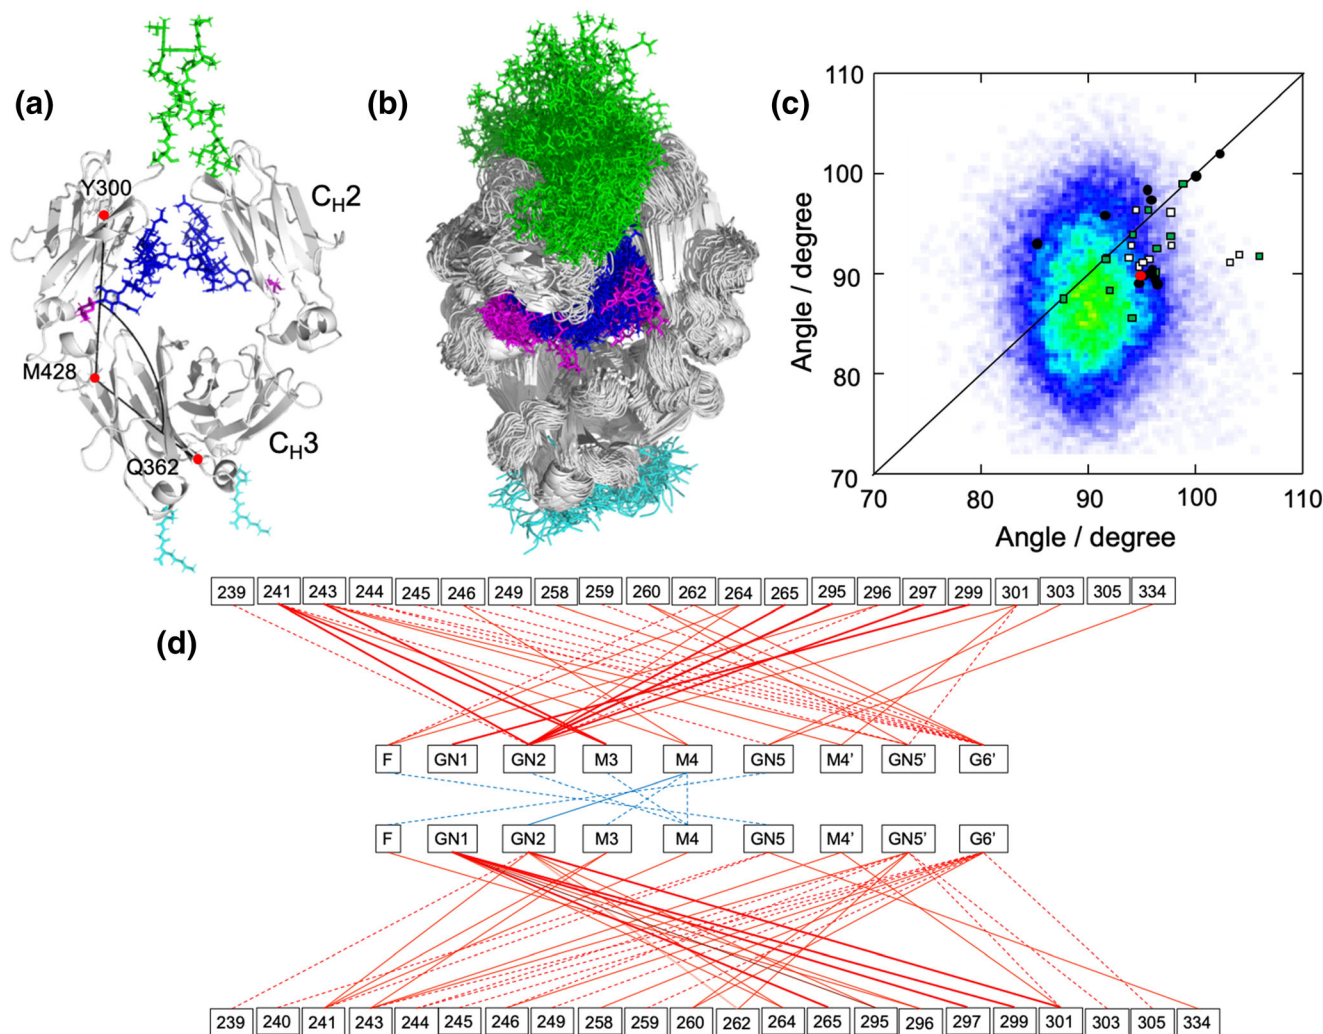 (a)
(b)
(c)
Y300
CH2
M428
CH3
Q362
110
100
90
80
70
70 80 90 100 110
Angle / degree
Angle / degree
(d)
239 241 243 244 245 246 249 258 259 260 262 264 265 295 296 297 299 301 303 305 334
F GN1 GN2 M3 M4 GN5 M4’ GN5’ G6’
F GN1 GN2 M3 M4 GN5 M4’ GN5’ G6’
239 240 241 243 244 245 246 249 258 259 260 262 264 265 295 296 297 299 301 303 305 334